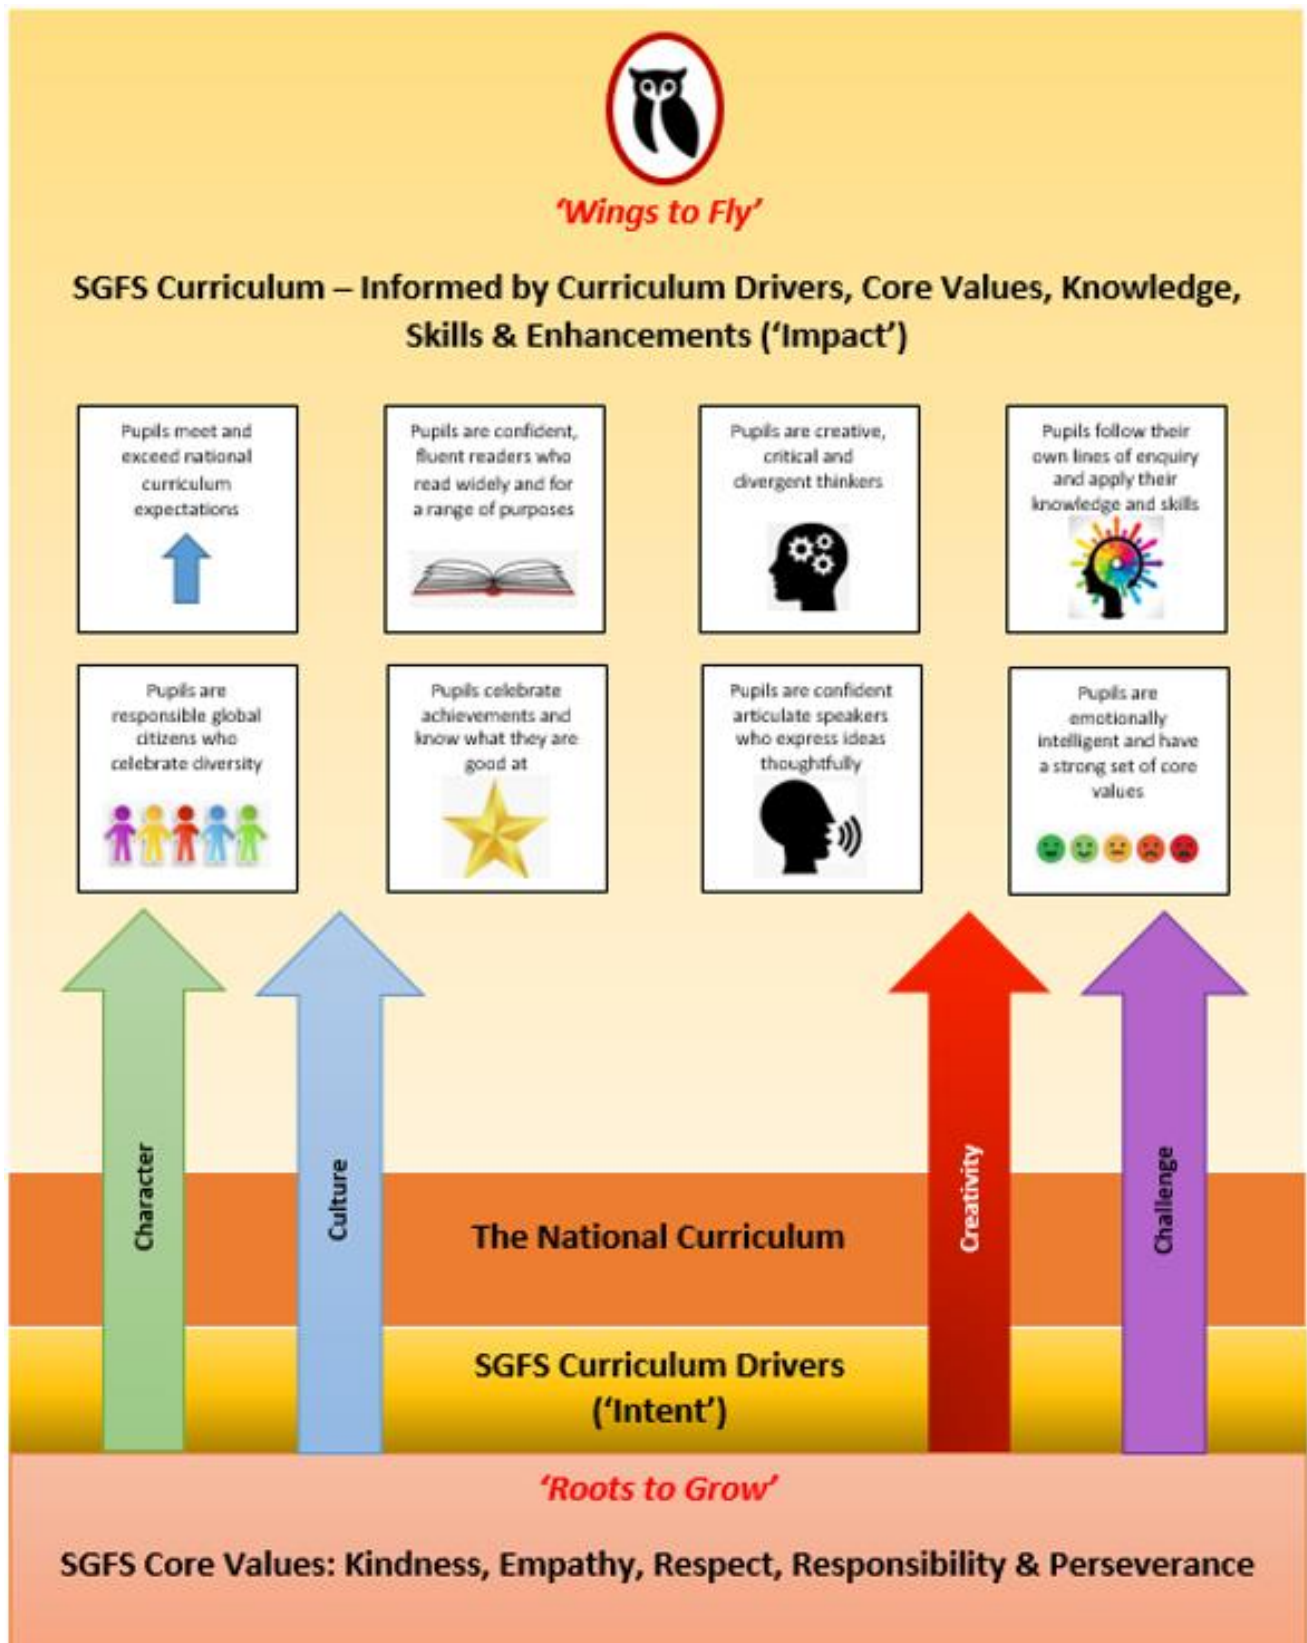 ‘Wings to Fly’
SGFS Curriculum – Informed by Curriculum Drivers, Core Values, Knowledge,
Skills & Enhancements (‘Impact’)
Pupils meet and
exceed national
curriculum
expectations
Pupils are confident,
fluent readers who
read widely and for
a range of purposes
Pupils are creative,
critical and
divergent thinkers
Pupils follow their
own lines of enquiry
and apply their
knowledge and skills
Pupils are
responsible global
citizens who
celebrate diversity
Pupils celebrate
achievements and
know what they are
good at
Pupils are confident
articulate speakers
who express ideas
thoughtfully
Pupils are
emotionally
intelligent and have
a strong set of core
values
Character
Culture
Creativity
Challenge
The National Curriculum
SGFS Curriculum Drivers
(‘Intent’)
‘Roots to Grow’
SGFS Core Values: Kindness, Empathy, Respect, Responsibility & Perseverance